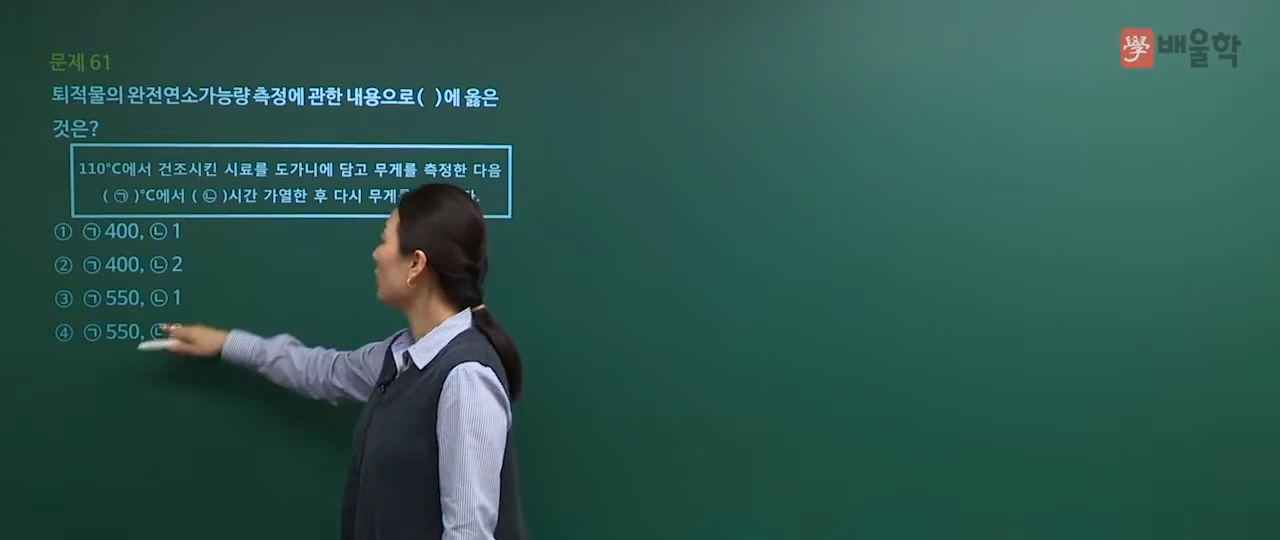 學 배울학
문제 61
퇴적물의 완전연소가능량 측정에 관한 내용으로( )에 옳은
것은?
110°C에서 건조시킨 시료를 도가니에 담고 무게를 측정한 다음
( ㉠ )°C에서 ( ㉡ )시간 가열한 후 다시
① ㉠ 400, ㉡ 1
② ㉠ 400, ㉡ 2
③ ㉠ 550, ㉡ 1
④ ㉠ 550, ㉡